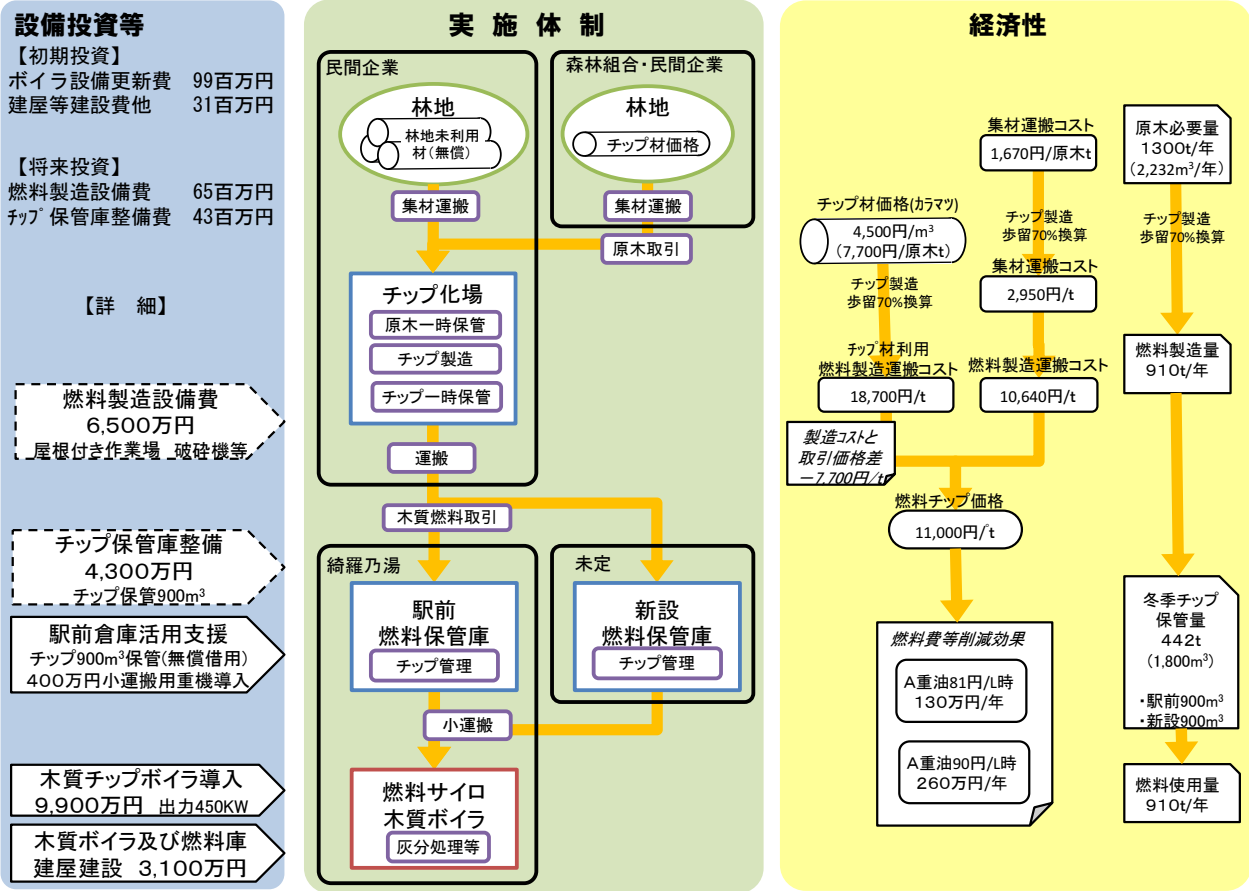 設備投資等
【初期投資】
ボイラ設備更新費 99百万円
建屋等建設費他 31百万円
【将来投資】
燃料製造設備費 65百万円
ﾁｯﾌﾟ保管庫整備費 43百万円
【詳 細】
燃料製造設備費
6,500万円
屋根付き作業場 破砕機等
チップ保管庫整備
4,300万円
チップ保管900m³
駅前倉庫活用支援
チップ900m³保管(無償借用)
400万円小運搬用重機導入
木質チップボイラ導入
9,900万円 出力450KW
木質ボイラ及び燃料庫
建屋建設 3,100万円
実 施 体 制
民間企業
林地
林地未利用
材(無償)
集材運搬
森林組合・民間企業
林地
チップ材価格
集材運搬
原木取引
チップ化場
原木一時保管
チップ製造
チップ一時保管
運搬
木質燃料取引
綺羅乃湯
駅前
燃料保管庫
チップ管理
未定
新設
燃料保管庫
チップ管理
小運搬
燃料サイロ
木質ボイラ
灰分処理等
経済性
集材運搬コスト
1,670円/原木t
チップ製造
歩留70%換算
集材運搬コスト
2,950円/t
燃料製造運搬コスト
10,640円/t
チップ材価格(ｶﾗﾏﾂ)
4,500円/m³
(7,700円/原木t)
チップ製造
歩留70%換算
ﾁｯﾌﾟ材利用
燃料製造運搬コスト
18,700円/t
製造ｺｽﾄと
取引価格差
－7,700円/t
燃料チップ価格
11,000円/t
燃料費等削減効果
A重油81円/L時
130万円/年
A重油90円/L時
260万円/年
原木必要量
1300t/年
(2,232m³/年)
チップ製造
歩留70%換算
燃料製造量
910t/年
冬季チップ
保管量
442t
(1,800m³)
・駅前900m³
・新設900m³
燃料使用量
910t/年